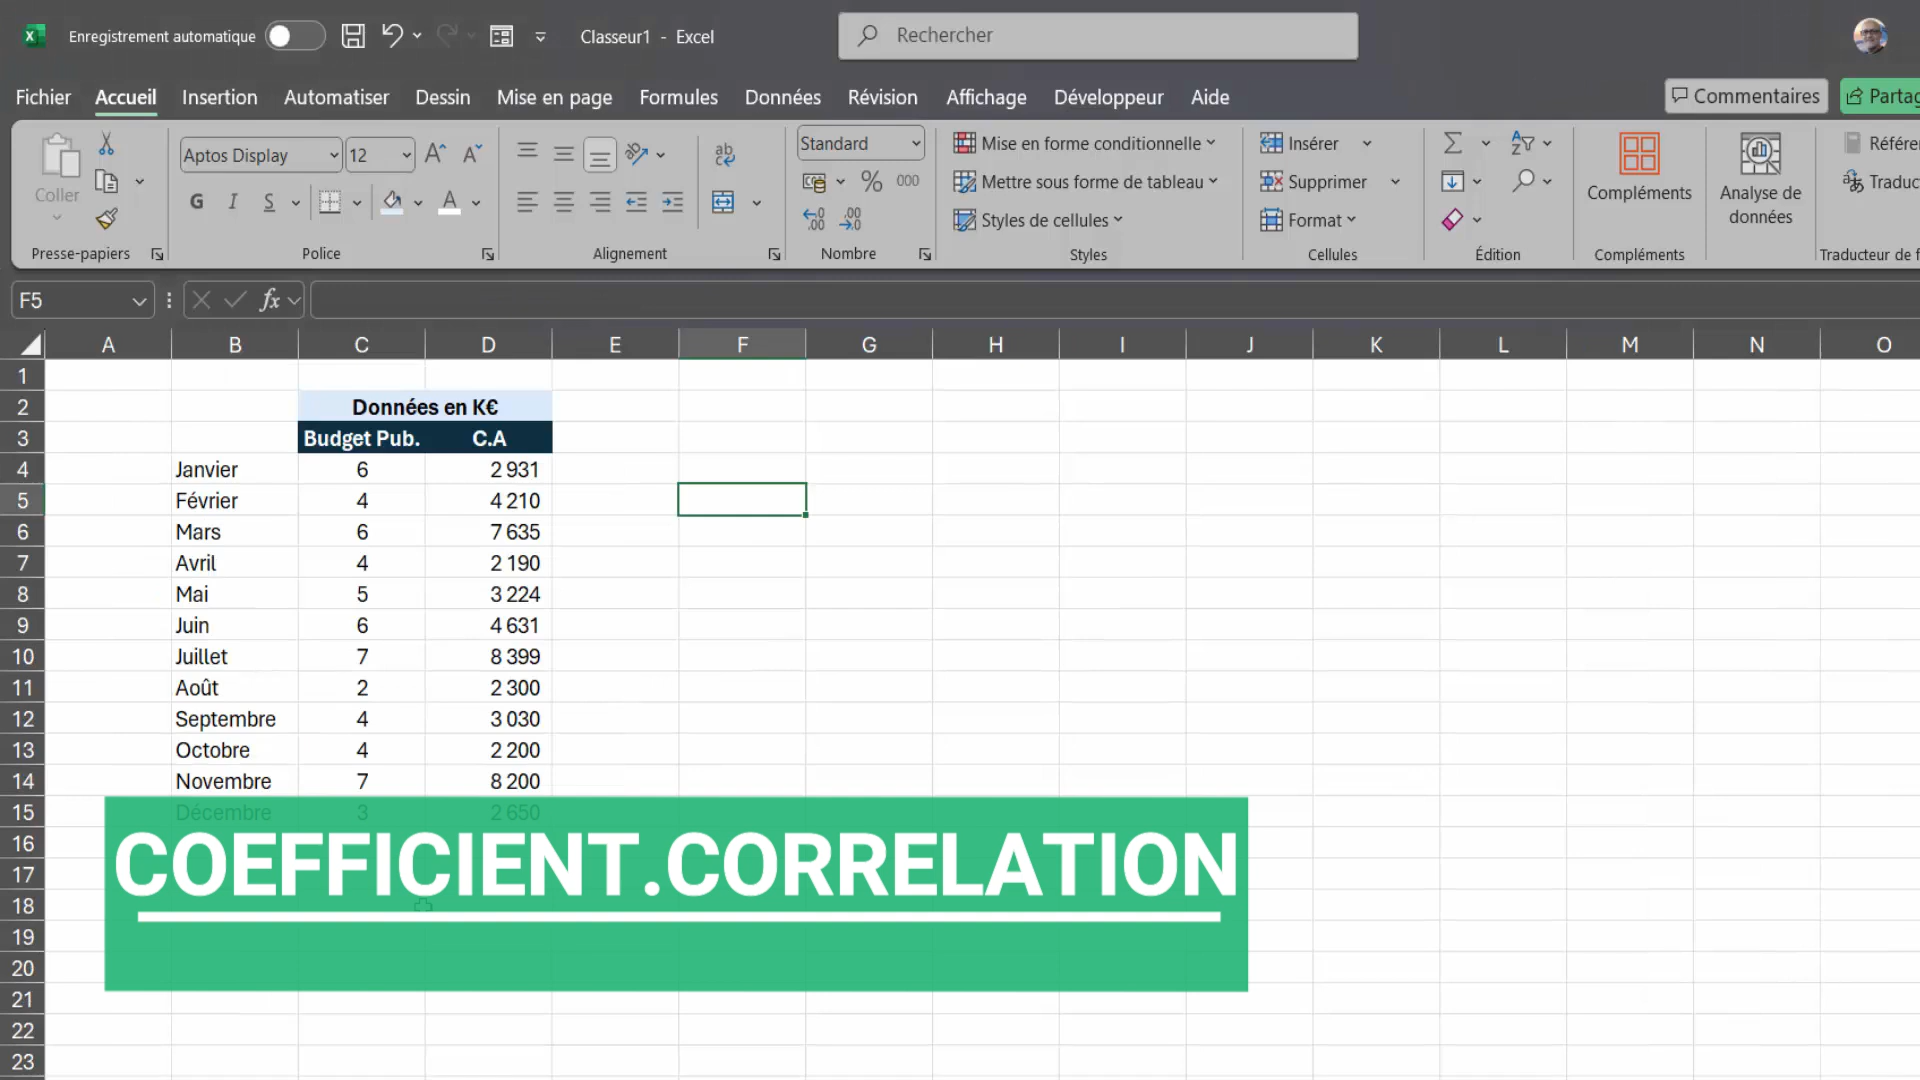 Enregistrement automatique
Classeur1 - Excel
Rechercher
Fichier Accueil Insertion Automatiser Dessin Mise en page Formules Données Révision Affichage Développeur Aide
Commentaires Partag
Coller
Presse-papiers
Aptos Display 12
G I S
Police
ab
Alignement
Standard
% 000
Nombre
Mise en forme conditionnelle
Mettre sous forme de tableau
Styles de cellules
Styles
Insérer
Supprimer
Format
Cellules
Édition
Compléments
Compléments
Analyse de données
Référe
Traduc
Traducteur de f
F5 fx
A B C D E F G H I J K L M N O
1
2 Données en K€
3 Budget Pub. C.A
4 Janvier 6 2 931
5 Février 4 4 210
6 Mars 6 7 635
7 Avril 4 2 190
8 Mai 5 3 224
9 Juin 6 4 631
10 Juillet 7 8 399
11 Août 2 2 300
12 Septembre 4 3 030
13 Octobre 4 2 200
14 Novembre 7 8 200
15 Décembre 3 2 650
16
COEFFICIENT.CORRELATION
17
18
19
20
21
22
23